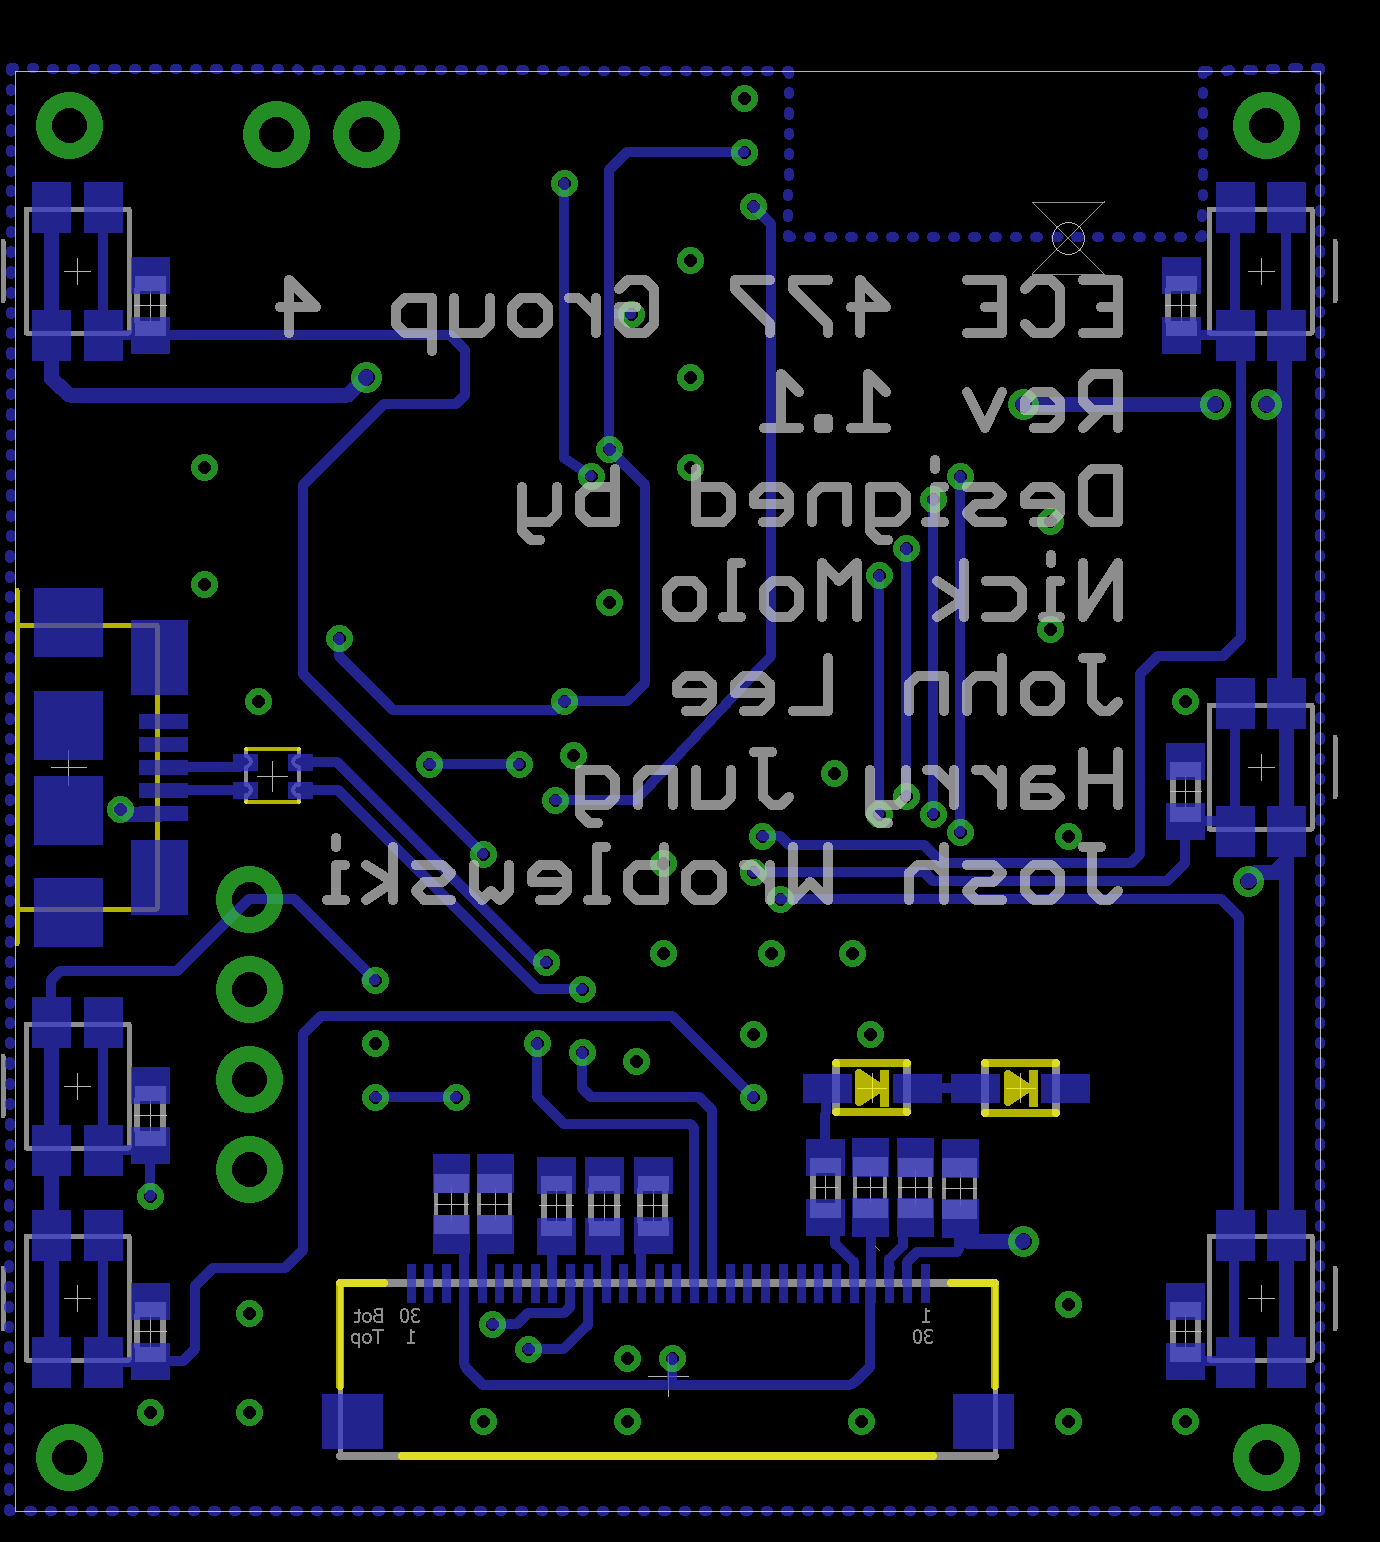 ECE 477 Group 4
Rev 1.1
Designed by
Nick Molo
John Lee
Harry Jung
Josh Wroblewski
30 Bot
1 Top
1
30